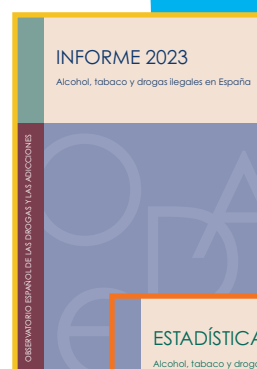 INFORME 2023
Alcohol, tabaco y drogas ilegales en España
OBSERVATORIO ESPAÑOL DE LAS DROGAS Y LAS ADICCIONES
OEDA
ESTADÍSTICA
Alcohol, tabaco y droga